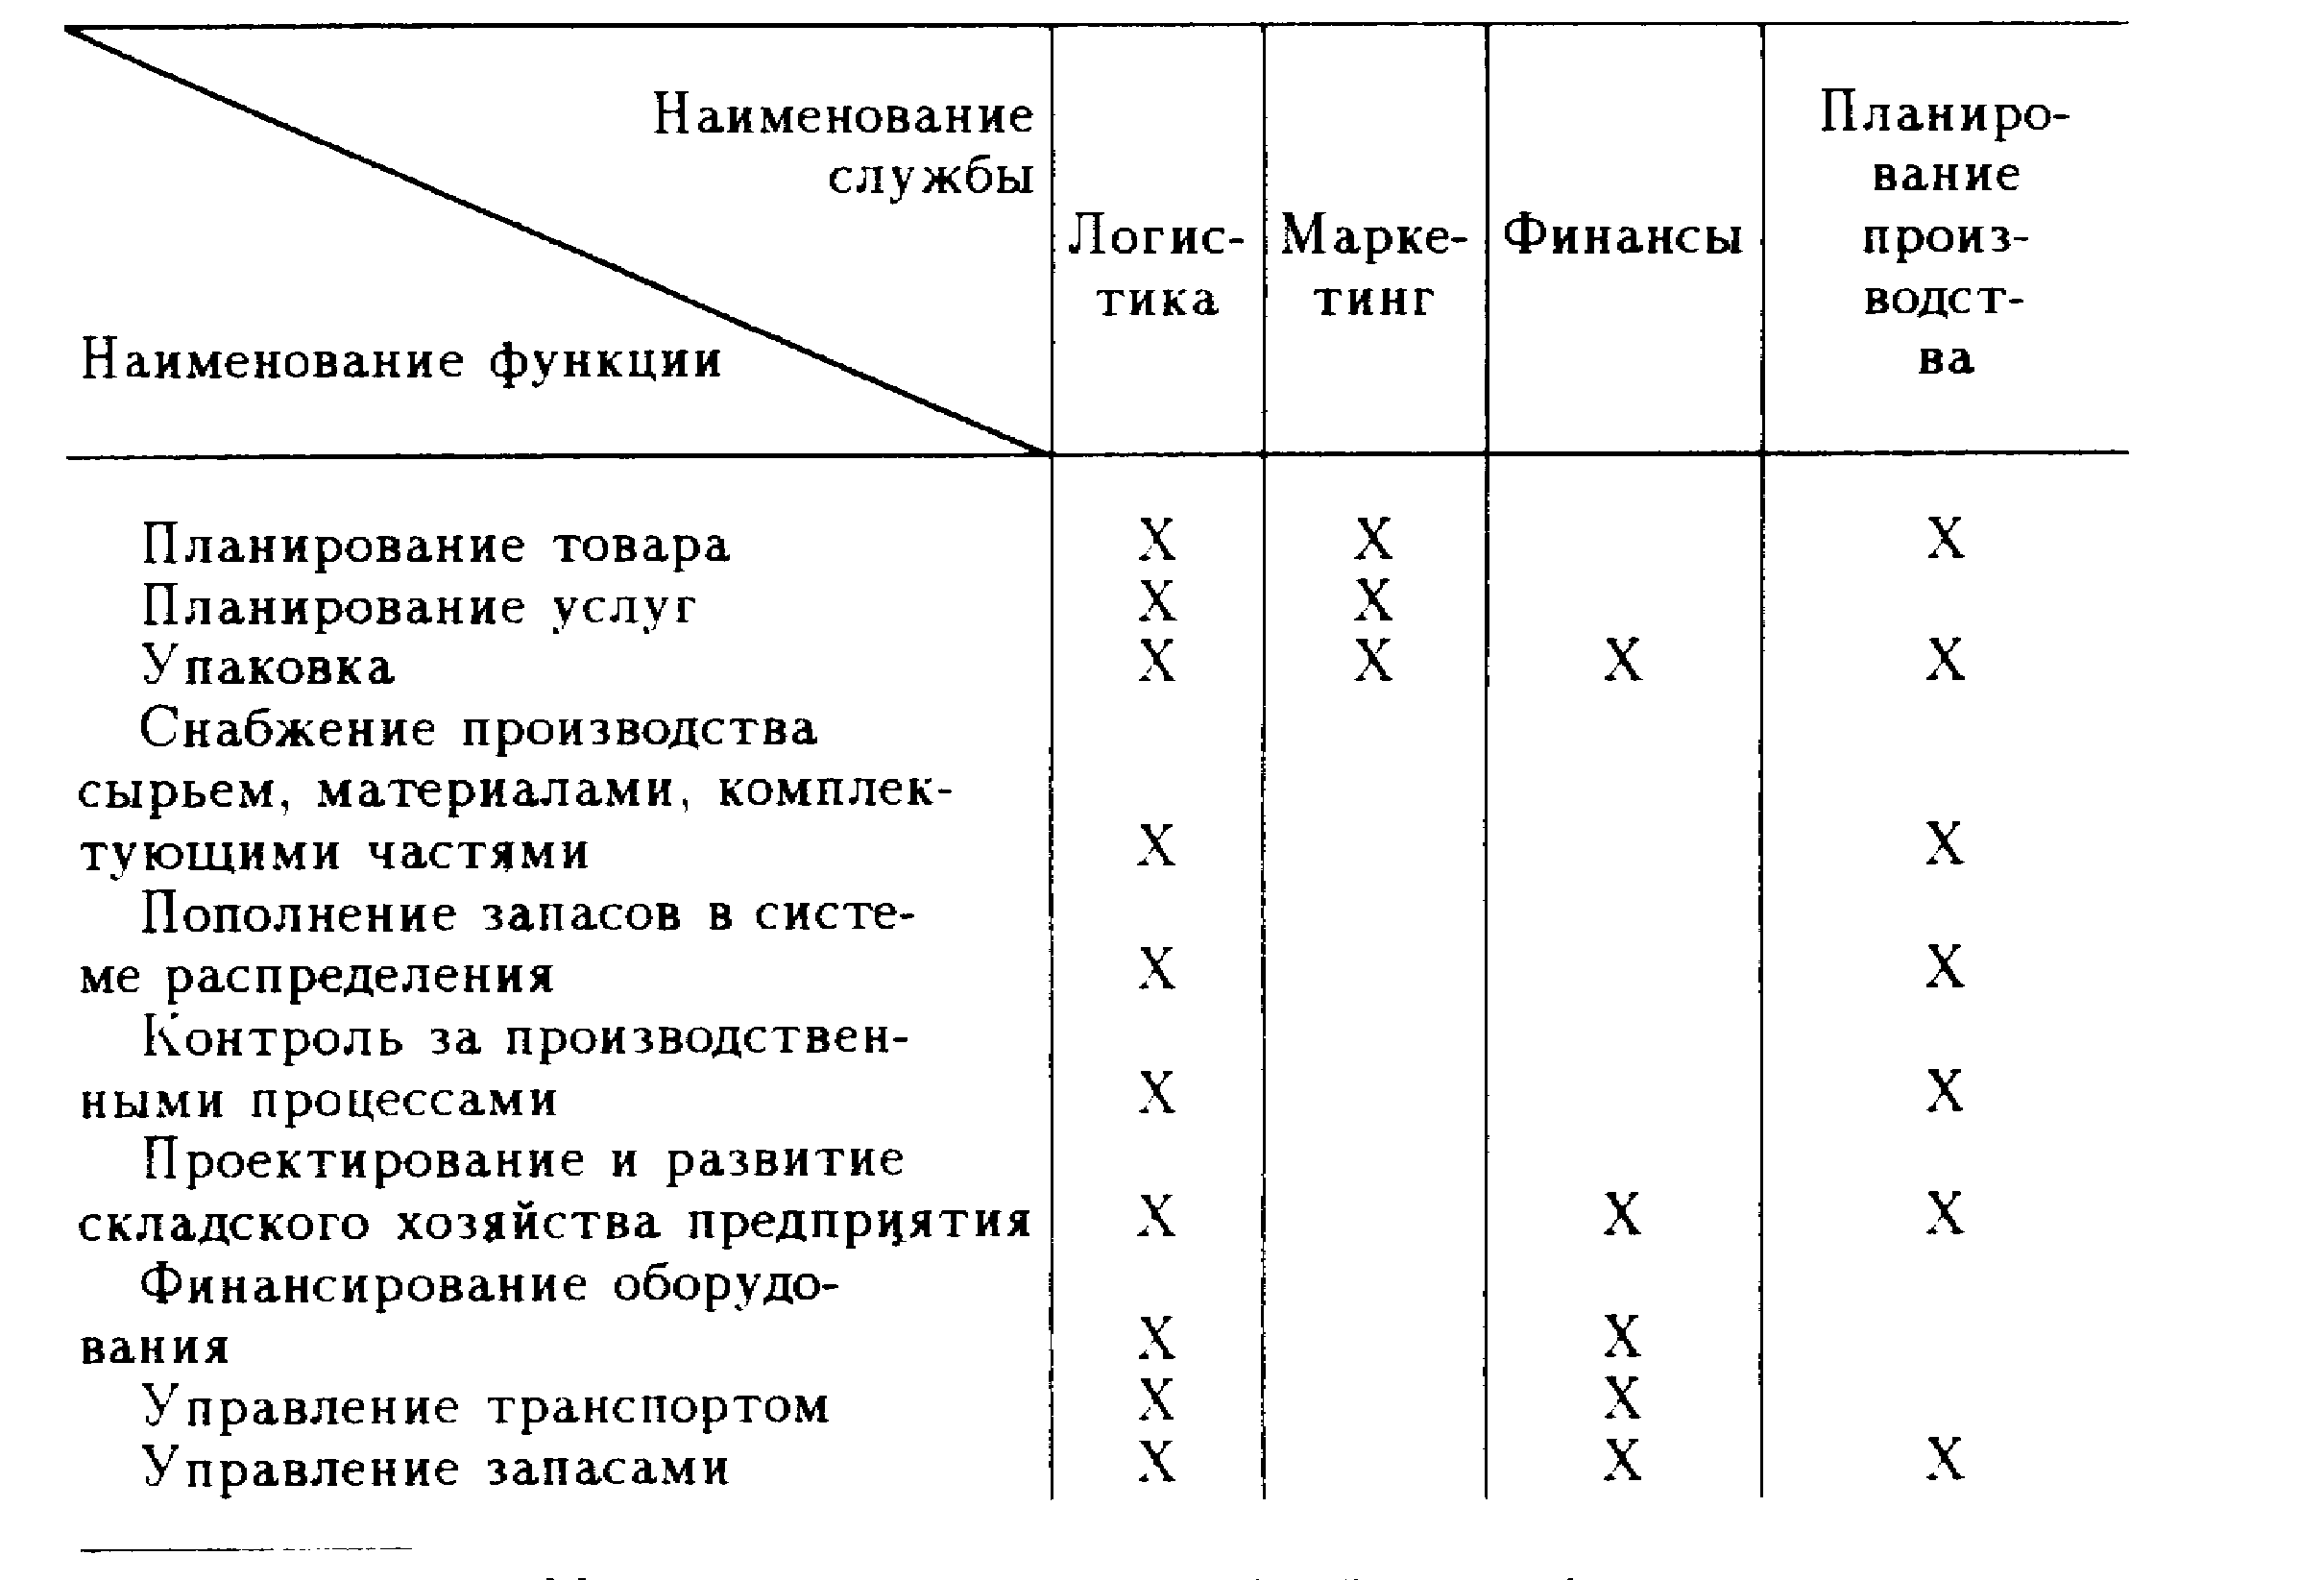 Наименование
службы
Наименование функции
Логис-
тика
Марке-
тинг
Финансы
Планиро-
вание
произ-
водст-
ва
Планирование товара X X X
Планирование услуг X X
Упаковка X X X X
Снабжение производства
сырьем, материалами, комплек-
тующими частями X X
Пополнение запасов в систе-
ме распределения X X
Контроль за производствен-
ными процессами X X
Проектирование и развитие
складского хозяйства предприятия X X X
Финансирование оборудо-
вания X X
Управление транспортом X X
Управление запасами X X X